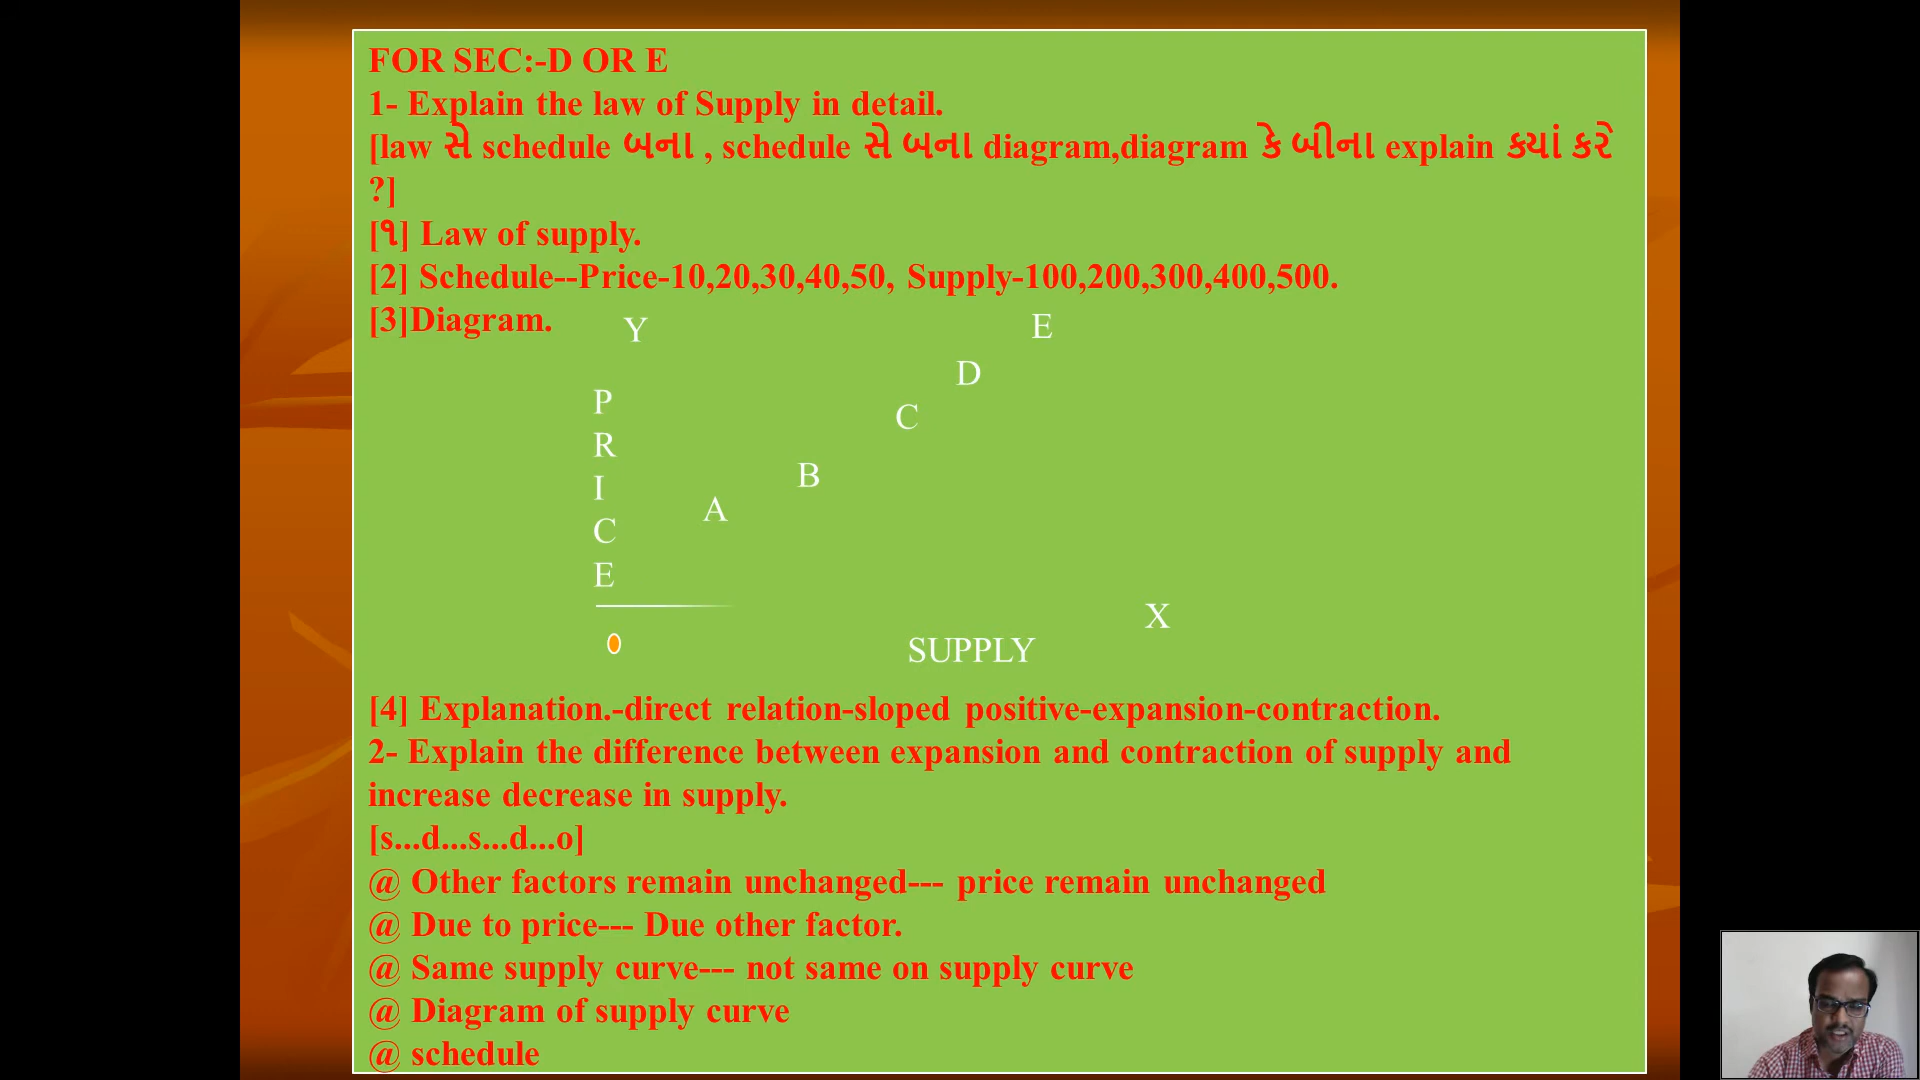 FOR SEC:-D OR E
1- Explain the law of Supply in detail.
[law સે schedule બના , schedule સે બના diagram,diagram કે બીના explain ક્યાં કરે
?]
[૧] Law of supply.
[2] Schedule--Price-10,20,30,40,50, Supply-100,200,300,400,500.
[3]Diagram.
Y
E
D
P
C
R
B
I
A
C
E
X
0
SUPPLY
[4] Explanation.-direct relation-sloped positive-expansion-contraction.
2- Explain the difference between expansion and contraction of supply and
increase decrease in supply.
[s...d...s...d...o]
@ Other factors remain unchanged--- price remain unchanged
@ Due to price--- Due other factor.
@ Same supply curve--- not same on supply curve
@ Diagram of supply curve
@ schedule